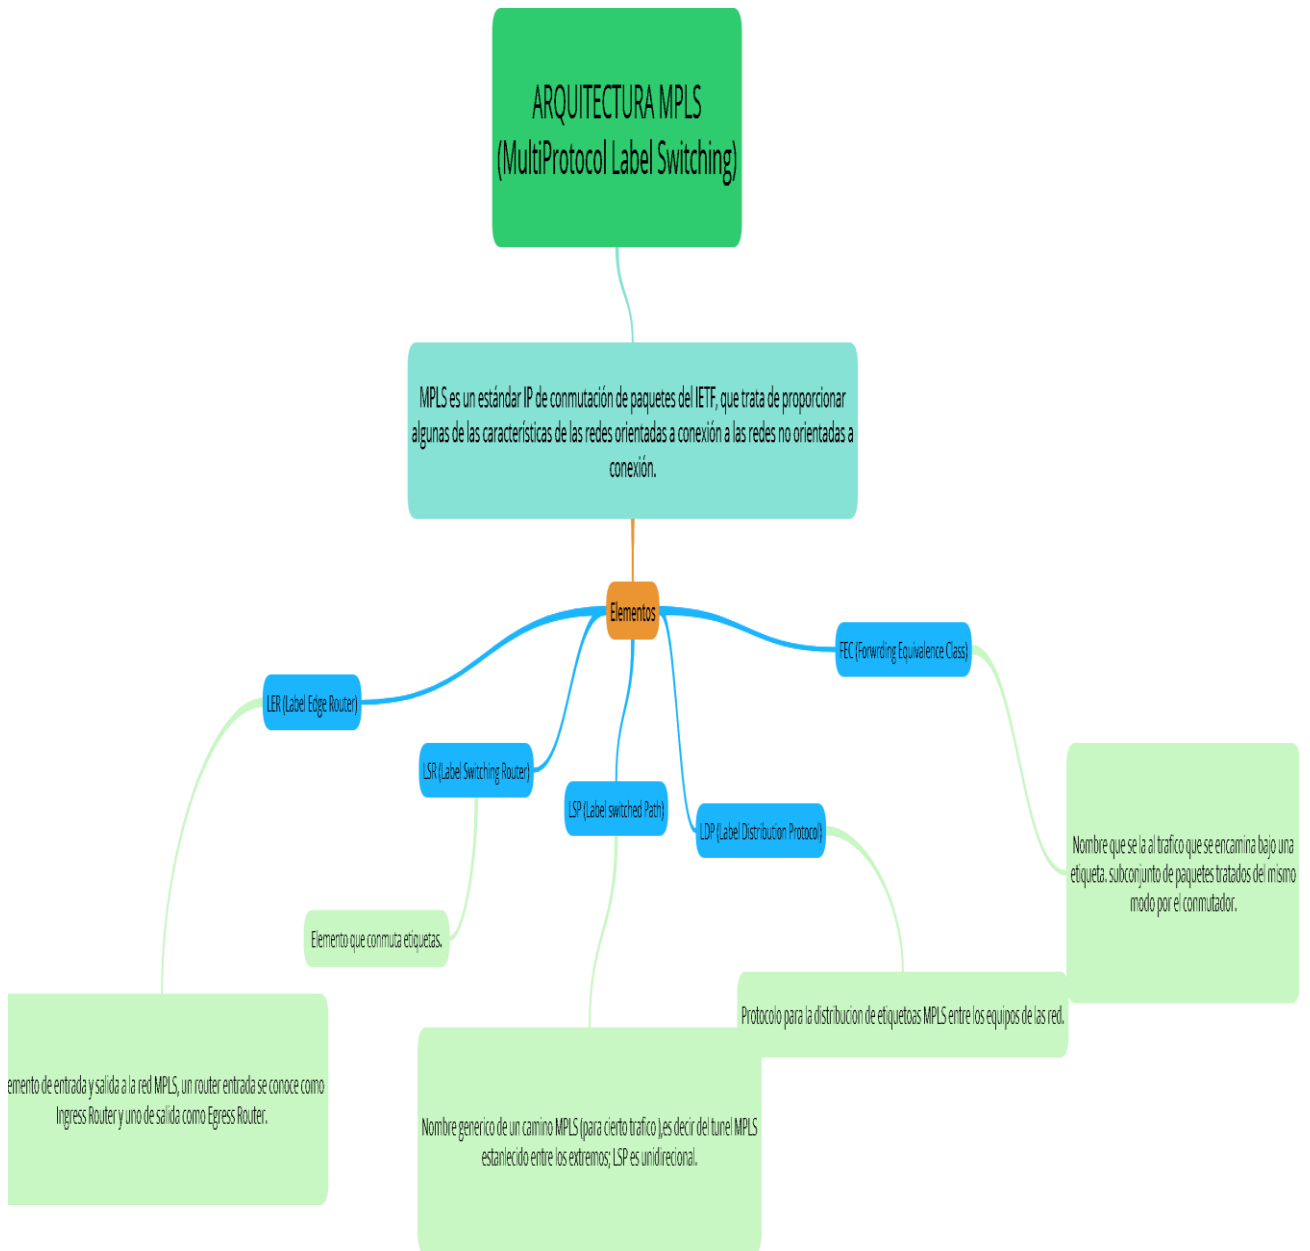 ARQUITECTURA MPLS
(MultiProtocol Label Switching)
MPLS es un estándar IP de conmutación de paquetes del IETF, que trata de proporcionar
algunas de las características de las redes orientadas a conexión a las redes no orientadas a
conexión.
Elementos
FEC (Forwrding Equivalence Class)
LER (Label Edge Router)
LSR (Label Switching Router)
LSP (Label switched Path)
LDP (Label Distribution Protocol)
Nombre que se la al trafico que se encamina bajo una
etiqueta. subconjunto de paquetes tratados del mismo
modo por el conmutador.
Elemento que conmuta etiquetas.
Protocolo para la distribucion de etiquetoas MPLS entre los equipos de las red.
emento de entrada y salida a la red MPLS, un router entrada se conoce como
Ingress Router y uno de salida como Egress Router.
Nombre generico de un camino MPLS (para cierto trafico ),es decir del tunel MPLS
estanlecido entre los extremos; LSP es unidirecional.